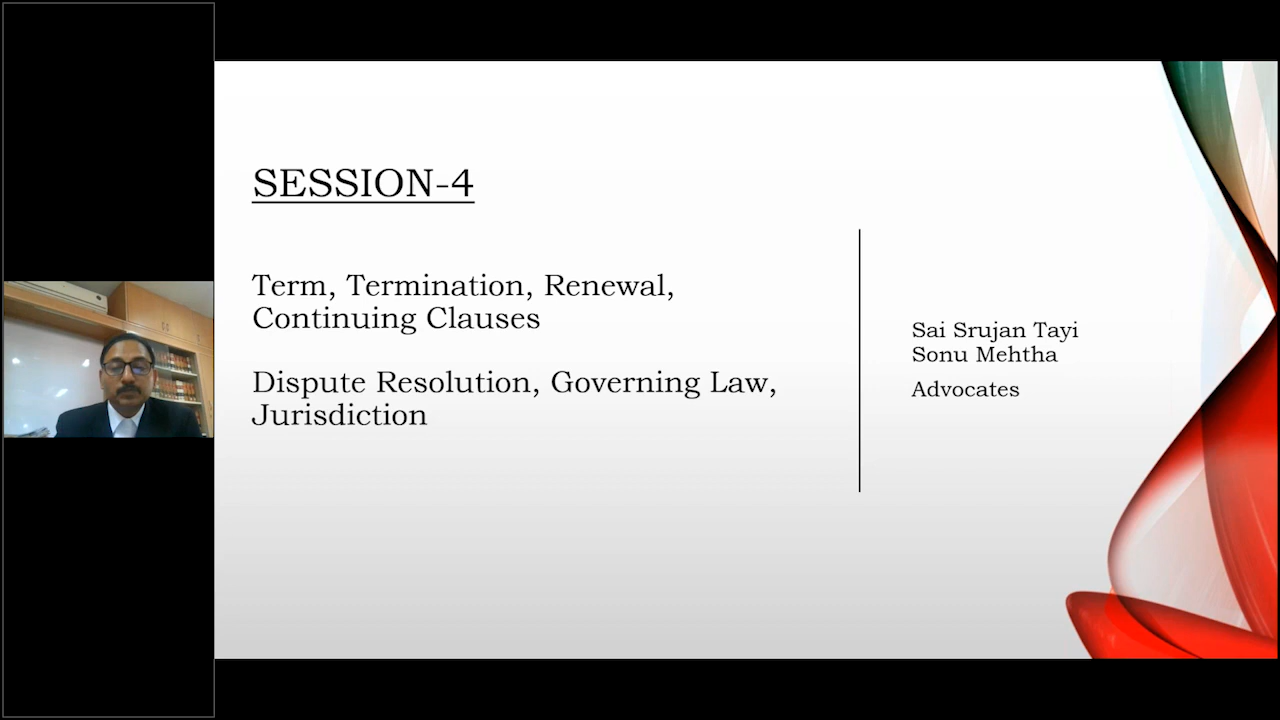 SESSION-4
Term, Termination, Renewal,
Continuing Clauses
Dispute Resolution, Governing Law,
Jurisdiction
Sai Srujan Tayi
Sonu Mehtha
Advocates